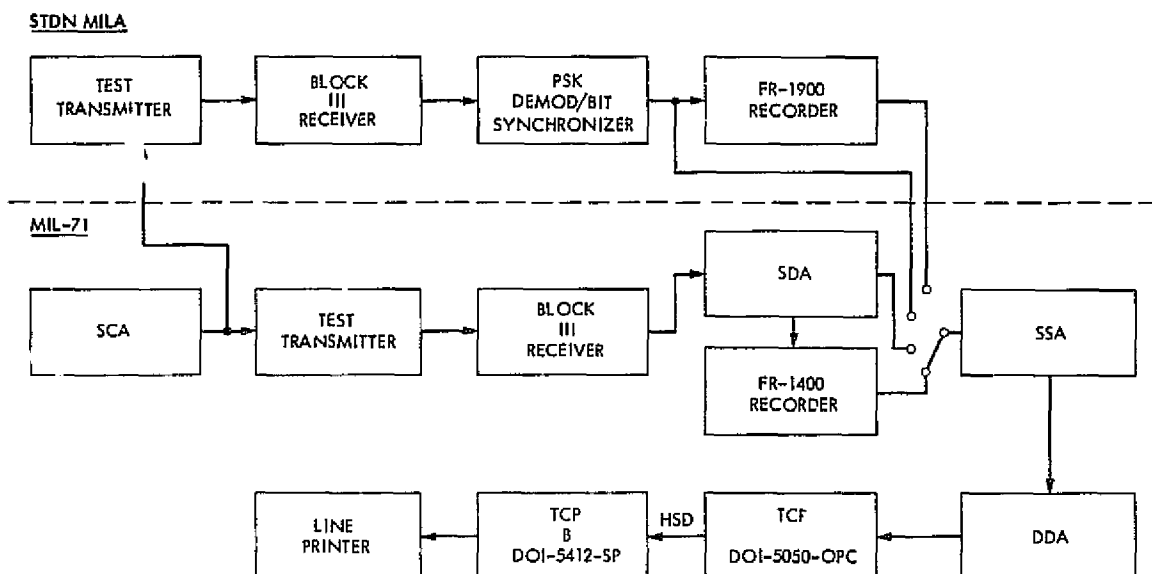 STDN MILA
TEST
TRANSMITTER
BLOCK
III
RECEIVER
PSK
DEMOD/BIT
SYNCHRONIZER
FR-1900
RECORDER
MIL-71
SCA
TEST
TRANSMITTER
BLOCK
III
RECEIVER
SDA
FR-1400
RECORDER
SSA
LINE
PRINTER
TCP
B
DOI-5412-SP
HSD
TCF
DOI-5050-OPC
DDA